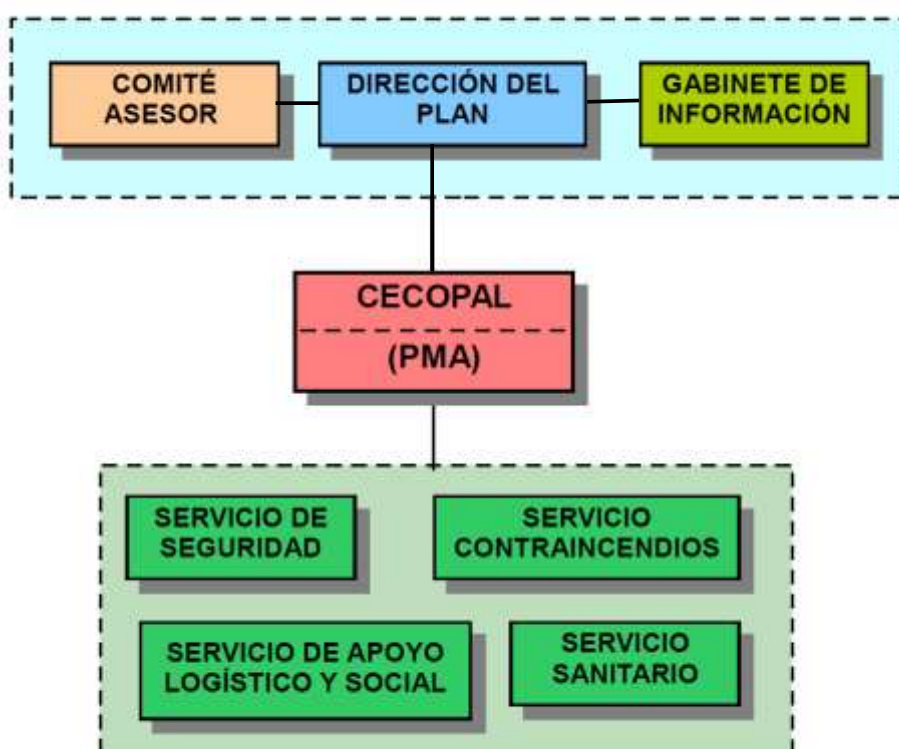 COMITÉ
ASESOR
DIRECCIÓN DEL
PLAN
GABINETE DE
INFORMACIÓN
CECOPAL
(PMA)
SERVICIO DE
SEGURIDAD
SERVICIO
CONTRAINCENDIOS
SERVICIO DE APOYO
LOGÍSTICO Y SOCIAL
SERVICIO
SANITARIO